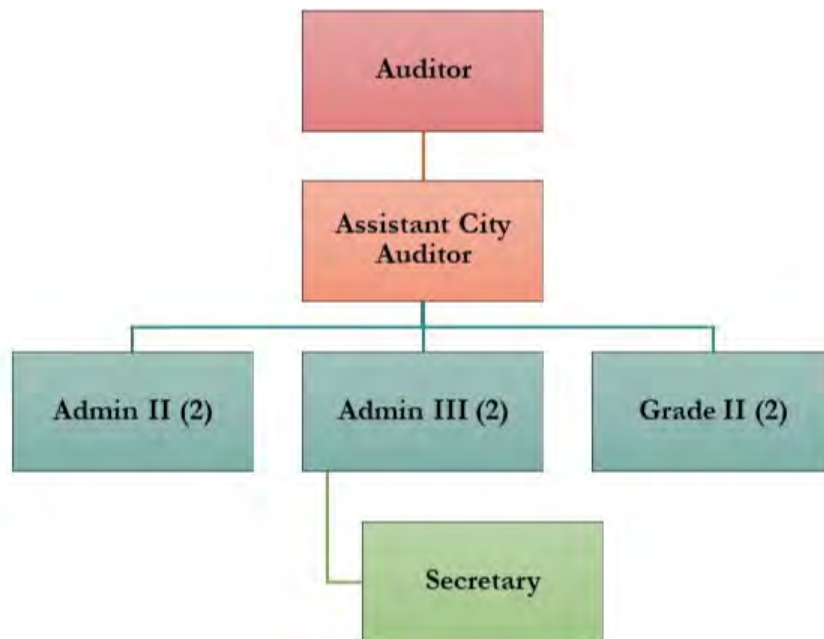 Auditor
Assistant City
Auditor
Admin II (2)
Admin III (2)
Grade II (2)
Secretary